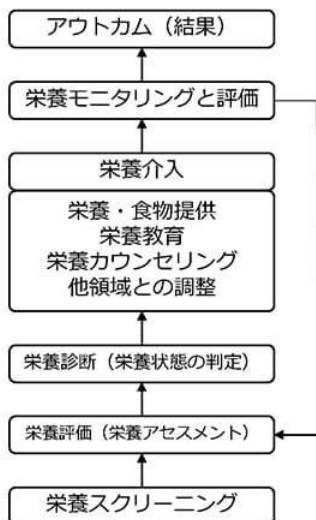 アウトカム（結果）
栄養モニタリングと評価
栄養介入
栄養・食物提供
栄養教育
栄養カウンセリング
他領域との調整
栄養診断（栄養状態の判定）
栄養評価（栄養アセスメント）
栄養スクリーニング